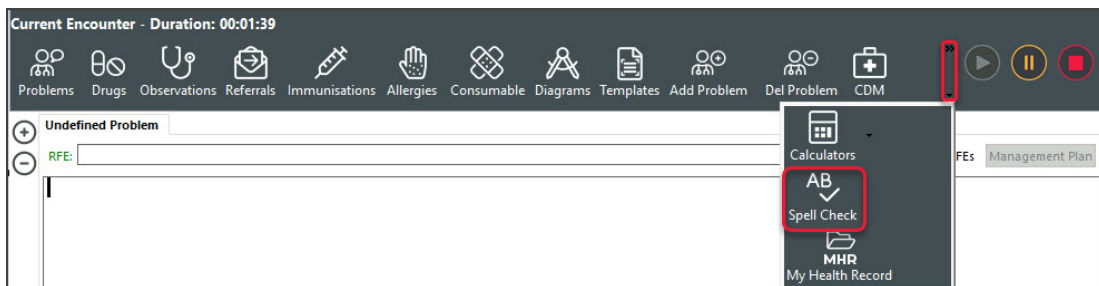 Current Encounter - Duration: 00:01:39
Problems Drugs Observations Referrals Immunisations Allergies Consumable Diagrams Templates Add Problem Del Problem CDM
Undefined Problem
RFE: FEs Management Plan
Calculators
AB
Spell Check
MHR
My Health Record